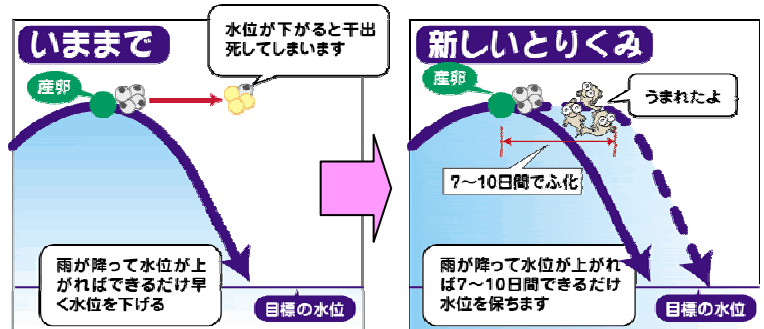 いままで
水位が下がると干出
死してしまいます
産卵
雨が降って水位が上
がればできるだけ早
く水位を下げる
目標の水位
新しいとりくみ
産卵
うまれたよ
7〜10日間でふ化
雨が降って水位が上がれ
ば7〜10日間できるだけ
水位を保ちます
目標の水位